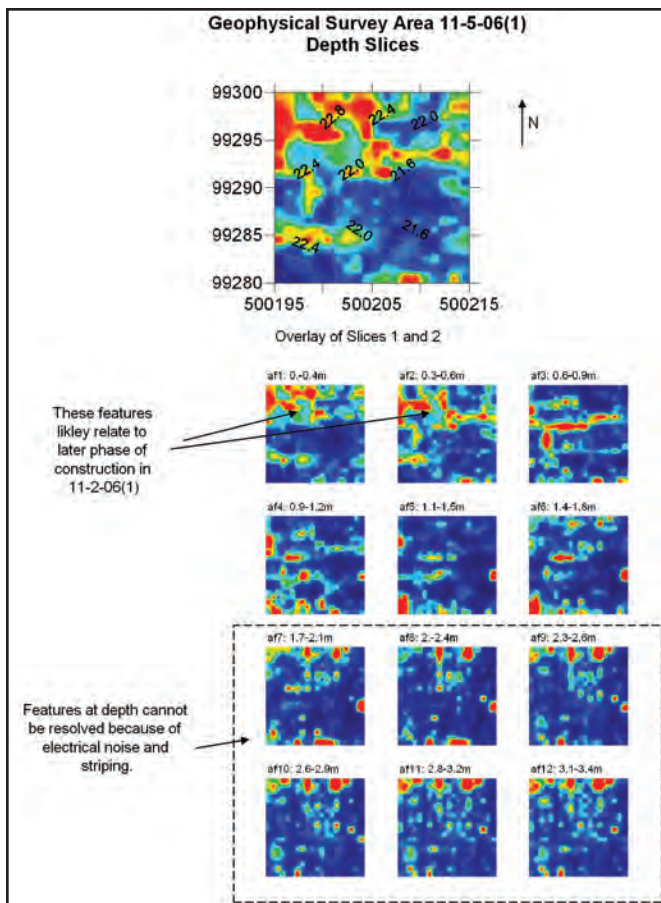 Geophysical Survey Area 11-5-06(1)
Depth Slices
99300
99295
99290
99285
99280
22.8
22.4
22.0
22.4
22.0
21.6
22.4
22.0
21.6
N
500195
500205
500215
Overlay of Slices 1 and 2
af1: 0.-0.4m
af2: 0.3-0.6m
af3: 0.6-0.9m
These features
likley relate to
later phase of
construction in
11-2-06(1)
af4: 0.9-1.2m
af5: 1.1-1.5m
af6: 1.4-1.8m
af7: 1.7-2.1m
af8: 2.-2.4m
af9: 2.3-2.6m
Features at depth cannot
be resolved because of
electrical noise and
striping.
af10: 2.6-2.9m
af11: 2.8-3.2m
af12: 3.1-3.4m